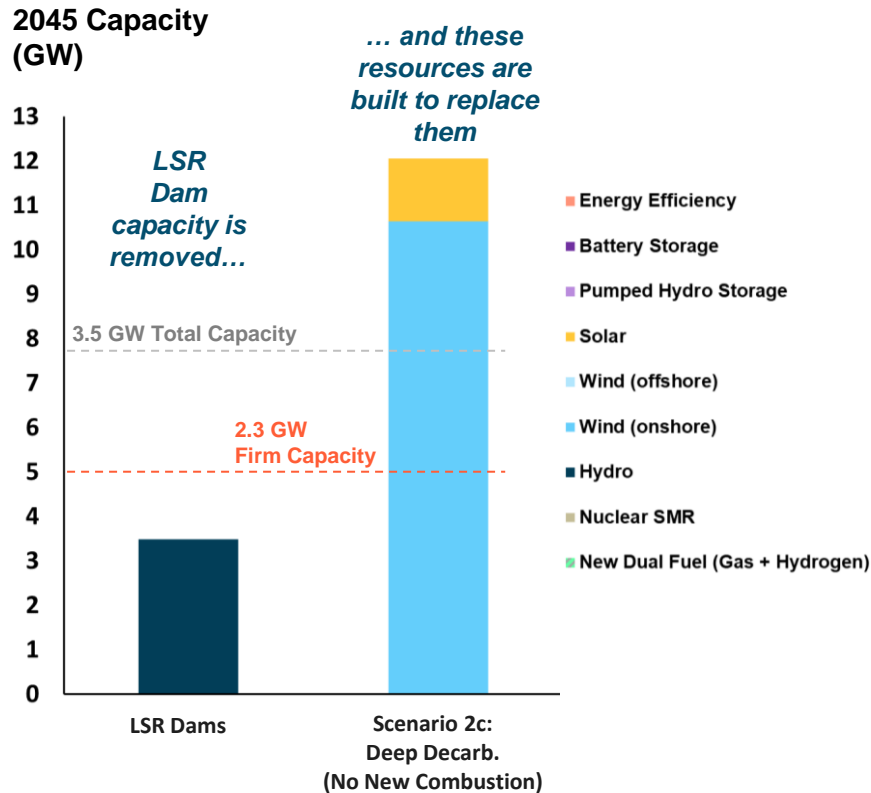 2045 Capacity
(GW)
… and these
resources are
built to replace
them
LSR
Dam
capacity is
removed…
13
12
11
10
9
8
7
6
5
4
3
2
1
0
3.5 GW Total Capacity
2.3 GW
Firm Capacity
LSR Dams
Scenario 2c:
Deep Decarb.
(No New Combustion)
Energy Efficiency
Battery Storage
Pumped Hydro Storage
Solar
Wind (offshore)
Wind (onshore)
Hydro
Nuclear SMR
New Dual Fuel (Gas + Hydrogen)